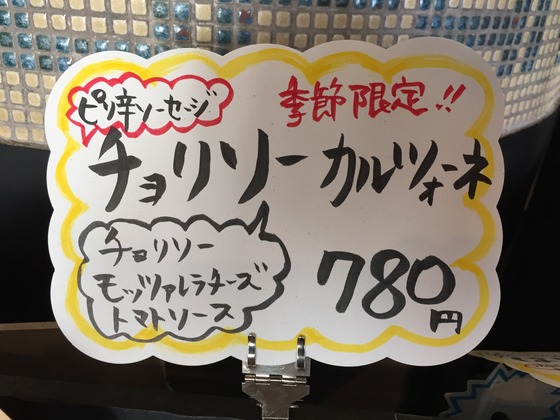 ピリ辛ソーセージ
季節限定!!
チョリソーカルツォーネ
チョリソー
モッツァレラチーズ
トマトソース
780円